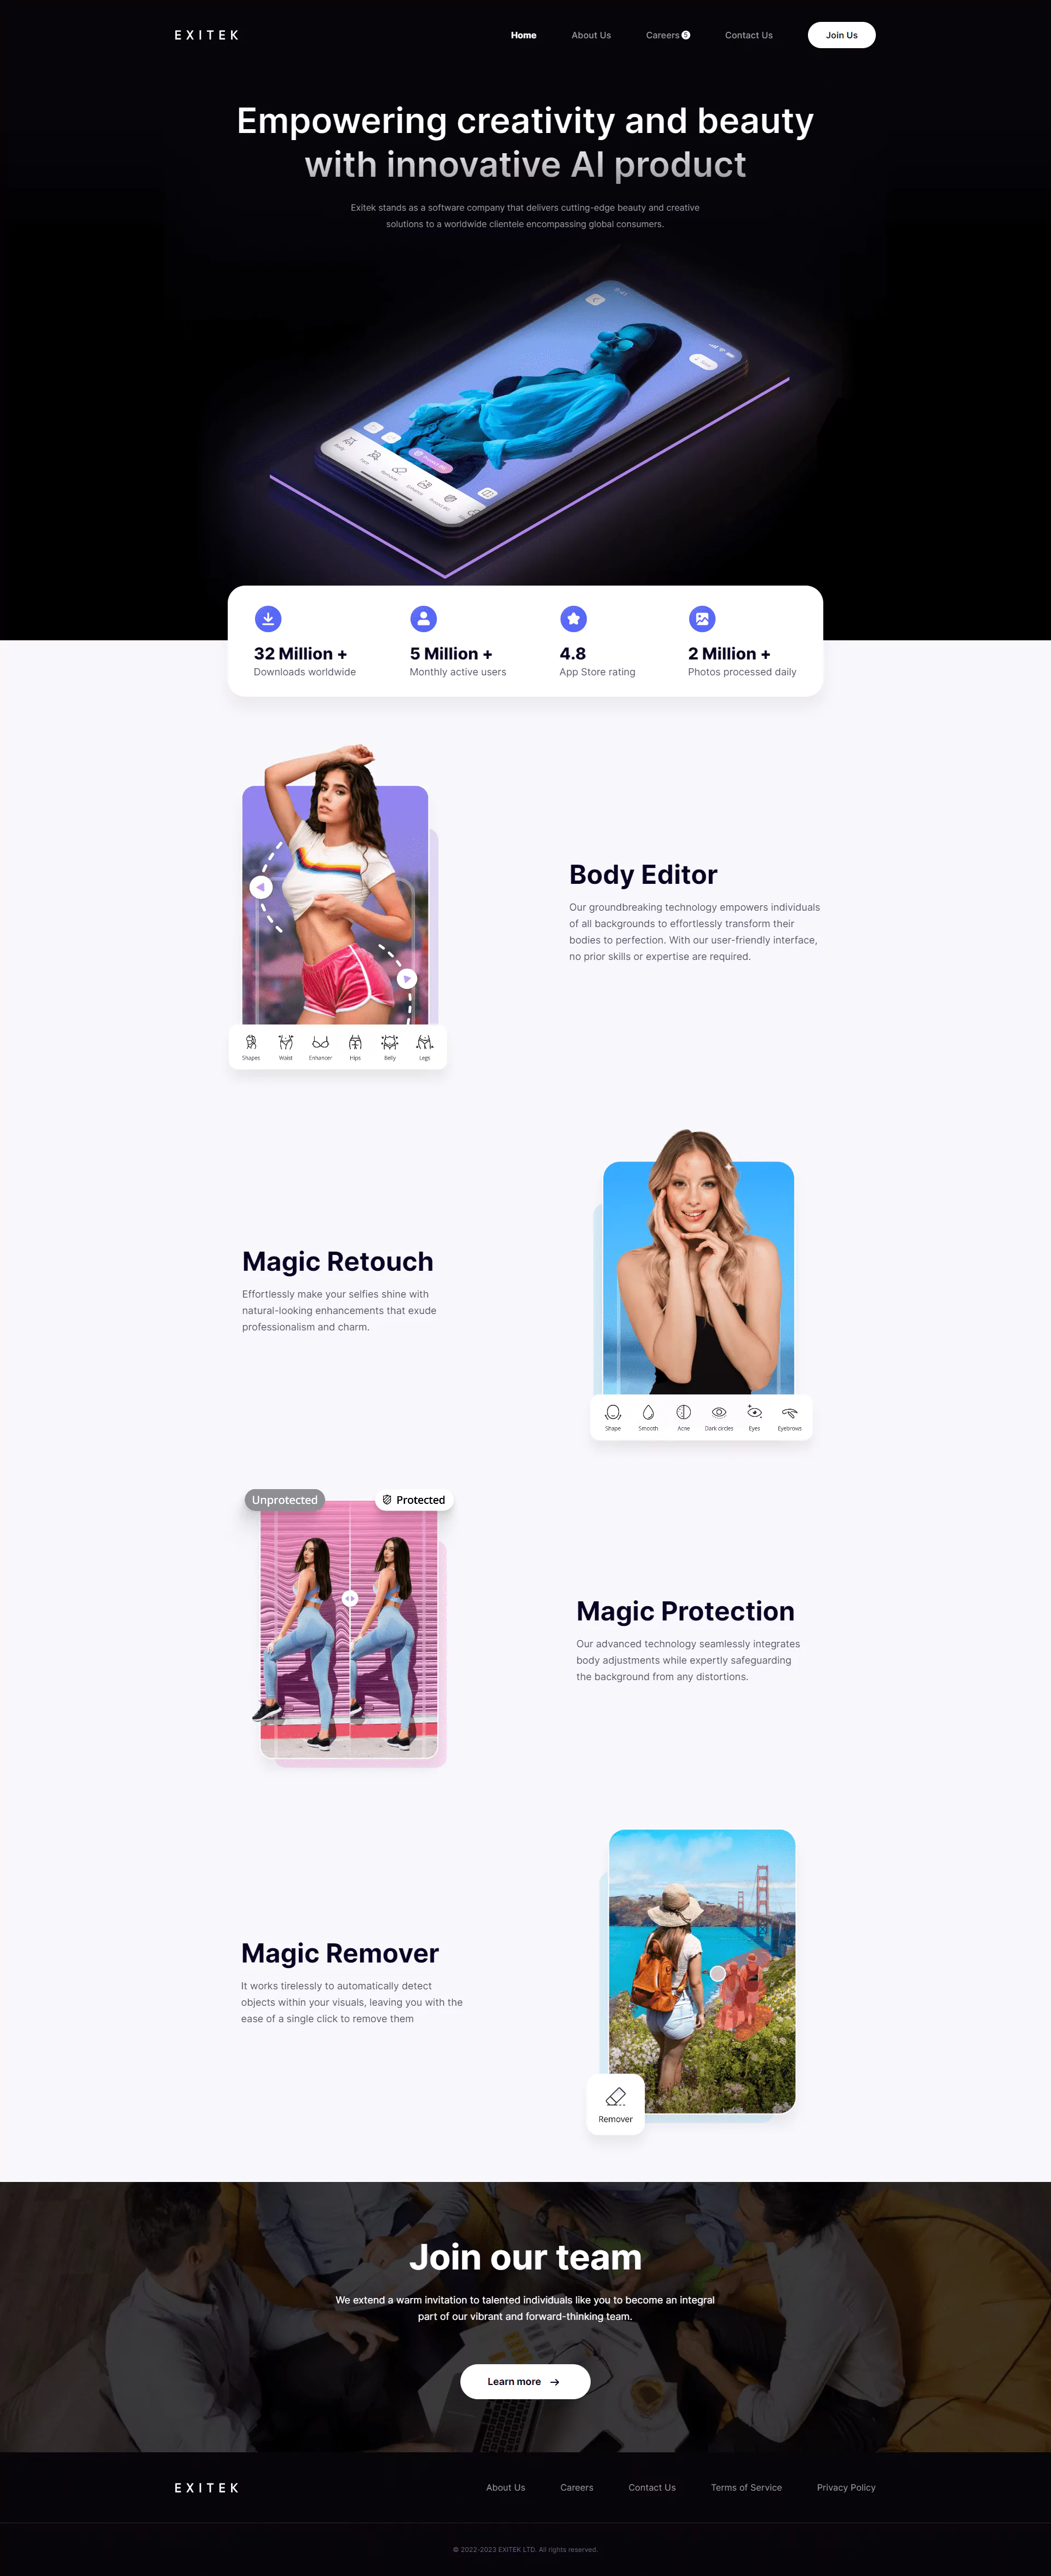 EXITEK
Home
About Us
Careers 5
Contact Us
Join Us
Empowering creativity and beauty
with innovative AI product
Exitek stands as a software company that delivers cutting-edge beauty and creative
solutions to a worldwide clientele encompassing global consumers.
32 Million +
Downloads worldwide
5 Million +
Monthly active users
4.8
App Store rating
2 Million +
Photos processed daily
Shapes
Waist
Enhancer
Hips
Belly
Legs
Body Editor
Our groundbreaking technology empowers individuals
of all backgrounds to effortlessly transform their
bodies to perfection. With our user-friendly interface,
no prior skills or expertise are required.
Magic Retouch
Effortlessly make your selfies shine with
natural-looking enhancements that exude
professionalism and charm.
Shape
Smooth
Acne
Dark circles
Eyes
Eyebrows
Unprotected
Protected
Magic Protection
Our advanced technology seamlessly integrates
body adjustments while expertly safeguarding
the background from any distortions.
Magic Remover
It works tirelessly to automatically detect
objects within your visuals, leaving you with the
ease of a single click to remove them
Remover
Join our team
We extend a warm invitation to talented individuals like you to become an integral
part of our vibrant and forward-thinking team.
Learn more
EXITEK
About Us
Careers
Contact Us
Terms of Service
Privacy Policy
© 2022-2023 EXITEK LTD. All rights reserved.